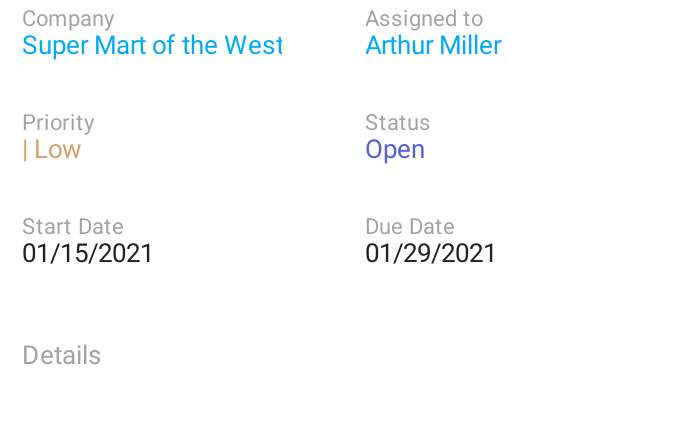 Company
Assigned to
Super Mart of the West
Arthur Miller
Priority
Status
| Low
Open
Start Date
Due Date
01/15/2021
01/29/2021
Details